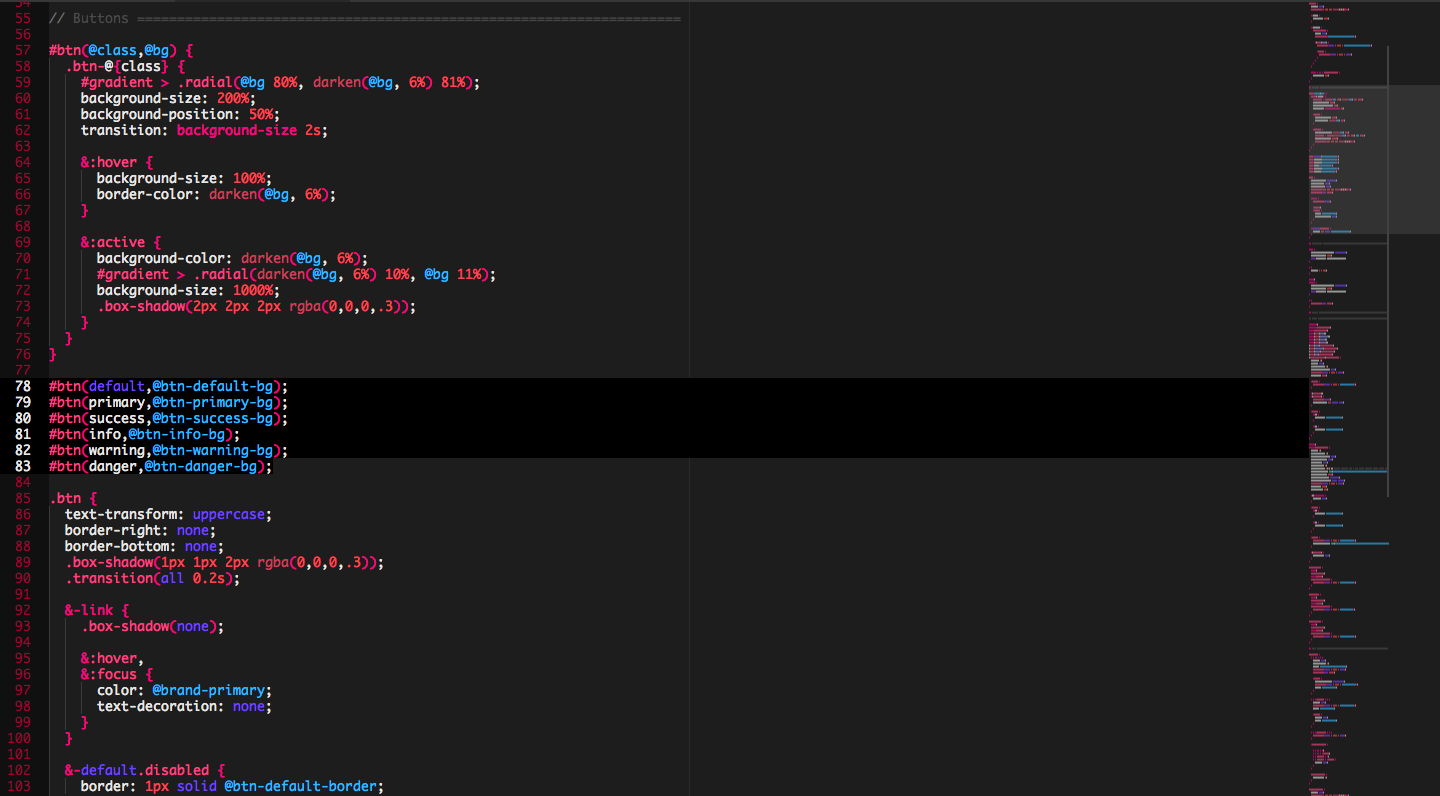 54
55 // Buttons ====================================================================
56
57 #btn(@class,@bg) {
58   .btn-@{class} {
59     #gradient > .radial(@bg 80%, darken(@bg, 6%) 81%);
60     background-size: 200%;
61     background-position: 50%;
62     transition: background-size 2s;
63
64     &:hover {
65       background-size: 100%;
66       border-color: darken(@bg, 6%);
67     }
68
69     &:active {
70       background-color: darken(@bg, 6%);
71       #gradient > .radial(darken(@bg, 6%) 10%, @bg 11%);
72       background-size: 1000%;
73       .box-shadow(2px 2px 2px rgba(0,0,0,.3));
74     }
75   }
76 }
77
78 #btn(default,@btn-default-bg);
79 #btn(primary,@btn-primary-bg);
80 #btn(success,@btn-success-bg);
81 #btn(info,@btn-info-bg);
82 #btn(warning,@btn-warning-bg);
83 #btn(danger,@btn-danger-bg);
84
85 .btn {
86   text-transform: uppercase;
87   border-right: none;
88   border-bottom: none;
89   .box-shadow(1px 1px 2px rgba(0,0,0,.3));
90   .transition(all 0.2s);
91
92   &-link {
93     .box-shadow(none);
94
95     &:hover,
96     &:focus {
97       color: @brand-primary;
98       text-decoration: none;
99     }
100   }
101
102   &-default.disabled {
103     border: 1px solid @btn-default-border;